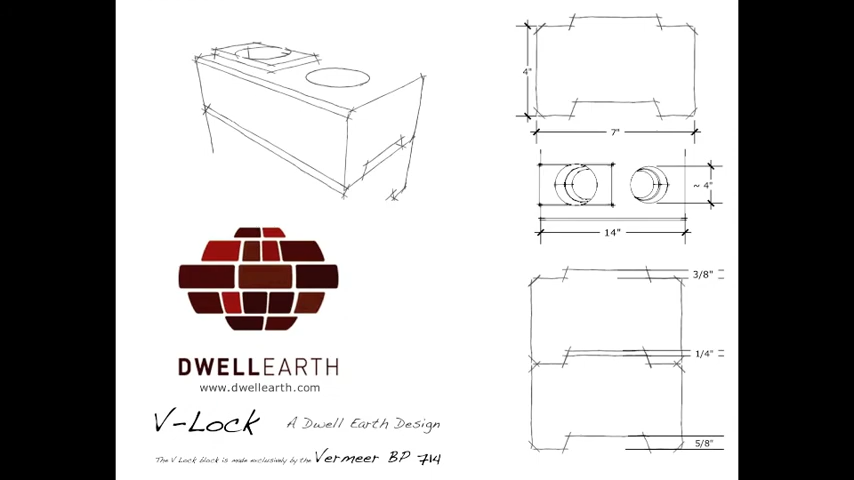 4"
7"
~ 4"
14"
3/8"
1/4"
5/8"
DWELLEARTH
www.dwellearth.com
V-Lock A Dwell Earth Design
The V Lock block is made exclusively by the Vermeer BP 714